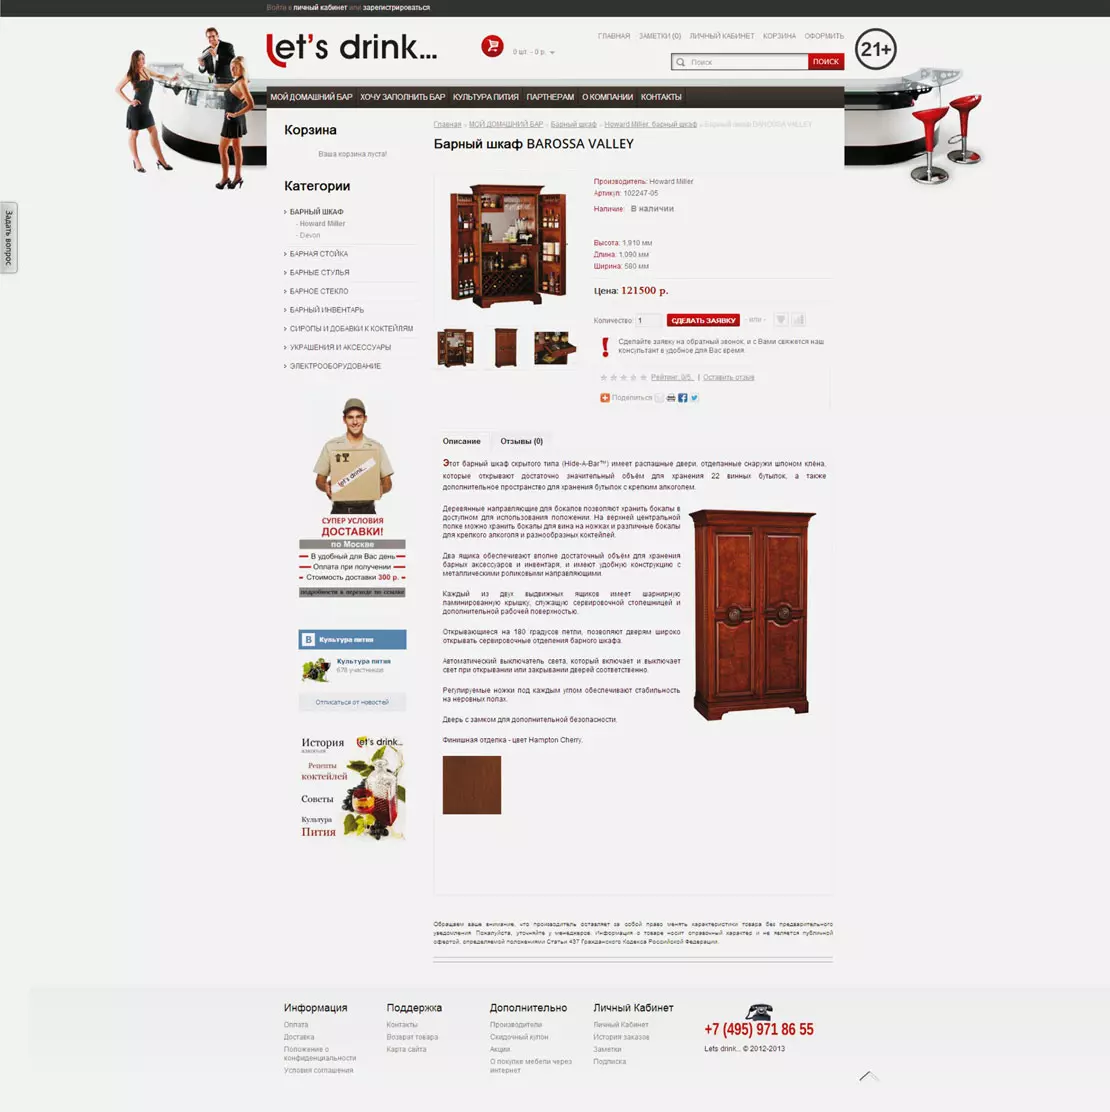 Войти в личный кабинет или зарегистрироваться
Let's drink...
0 шт. - 0 р.
ГЛАВНАЯ ЗАМЕТКИ (0) ЛИЧНЫЙ КАБИНЕТ КОРЗИНА ОФОРМИТЬ
Поиск ПОИСК
21+
МОЙ ДОМАШНИЙ БАР ХОЧУ ЗАПОЛНИТЬ БАР КУЛЬТУРА ПИТИЯ ПАРТНЕРАМ О КОМПАНИИ КОНТАКТЫ
Задать вопрос
Корзина
Ваша корзина пуста!
Категории
БАРНЫЙ ШКАФ
- Howard Miller
- Devon
БАРНАЯ СТОЙКА
БАРНЫЕ СТУЛЬЯ
БАРНОЕ СТЕКЛО
БАРНЫЙ ИНВЕНТАРЬ
СИРОПЫ И ДОБАВКИ К КОКТЕЙЛЯМ
УКРАШЕНИЯ И АКСЕССУАРЫ
ЭЛЕКТРООБОРУДОВАНИЕ
let's drink...
СУПЕР УСЛОВИЯ
ДОСТАВКИ!
по Москве
В удобный для Вас день
Оплата при получении
Стоимость доставки 300 р.
подробности в переходе по ссылке
В Культура пития
Культура пития
678 участников
Отписаться от новостей
История
let's drink...
Рецепты
коктейлей
Советы
Культура
Пития
Главная » МОЙ ДОМАШНИЙ БАР » Барный шкаф » Howard Miller, барный шкаф » Барный шкаф BAROSSA VALLEY
Барный шкаф BAROSSA VALLEY
Производитель: Howard Miller
Артикул: 102247-05
Наличие: В наличии
Высота: 1,910 мм
Длина: 1,090 мм
Ширина: 580 мм
Цена: 121500 р.
Количество: 1 СДЕЛАТЬ ЗАЯВКУ - или -
Сделайте заявку на обратный звонок, и с Вами свяжется наш
консультант в удобное для Вас время.
Рейтинг: 0/5. | Оставить отзыв
Поделиться
Описание Отзывы (0)
Этот барный шкаф скрытого типа (Hide-A-Bar™) имеет распашные двери, отделанные снаружи шпоном клёна,
которые открывают достаточно значительный объём для хранения 22 винных бутылок, а также
дополнительное пространство для хранения бутылок с крепким алкоголем.
Деревянные направляющие для бокалов позволяют хранить бокалы в
доступном для использования положении. На верхней центральной
полке можно хранить бокалы для вина на ножках и различные бокалы
для крепкого алкоголя и разнообразных коктейлей.
Два ящика обеспечивают вполне достаточный объём для хранения
барных аксессуаров и инвентаря, и имеют удобную конструкцию с
металлическими роликовыми направляющими.
Каждый из двух выдвижных ящиков имеет шарнирную
ламинированную крышку, служащую сервировочной столешницей и
дополнительной рабочей поверхностью.
Открывающиеся на 180 градусов петли, позволяют дверям широко
открывать сервировочные отделения барного шкафа.
Автоматический выключатель света, который включает и выключает
свет при открывании или закрывании дверей соответственно.
Регулируемые ножки под каждым углом обеспечивают стабильность
на неровных полах.
Дверь с замком для дополнительной безопасности.
Финишная отделка - цвет Hampton Cherry.
Обращаем ваше внимание, что производитель оставляет за собой право менять характеристики товара без предварительного
уведомления. Пожалуйста, уточняйте у менеджеров. Информация о товаре носит справочный характер и не является публичной
офертой, определяемой положениями Статьи 437 Гражданского Кодекса Российской Федерации.
Информация
Оплата
Доставка
Положение о
конфиденциальности
Условия соглашения
Поддержка
Контакты
Возврат товара
Карта сайта
Дополнительно
Производители
Скидочный купон
Акции
О покупке мебели через
интернет
Личный Кабинет
Личный Кабинет
История заказов
Заметки
Подписка
+7 (495) 971 86 55
Lets drink... © 2012-2013